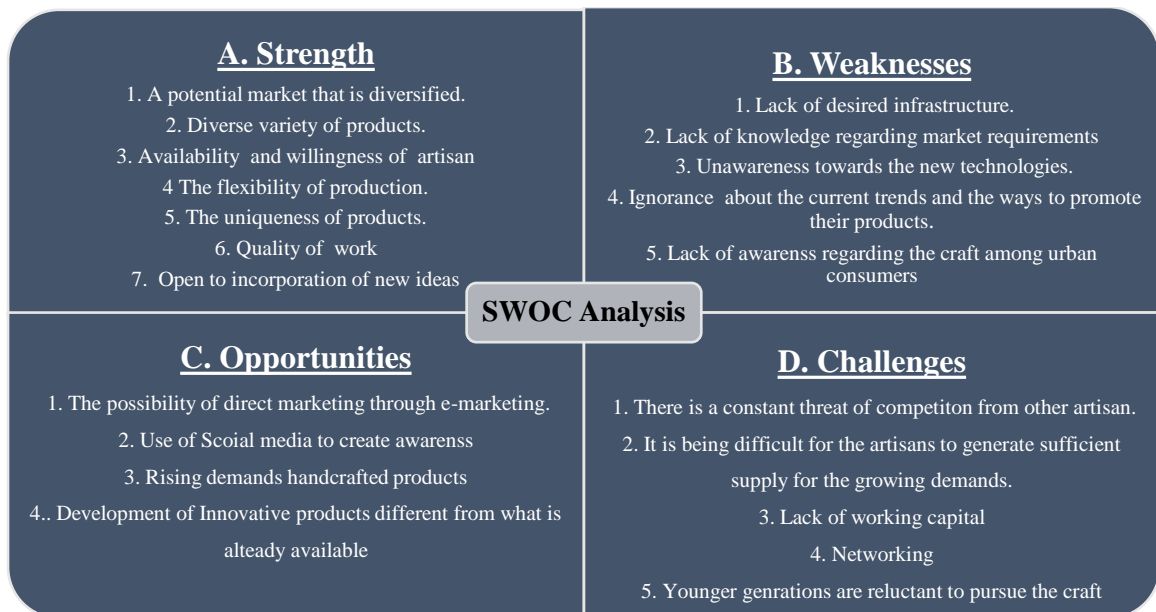 A. Strength
1. A potential market that is diversified.
2. Diverse variety of products.
3. Availability and willingness of artisan
4 The flexibility of production.
5. The uniqueness of products.
6. Quality of work
7. Open to incorporation of new ideas
B. Weaknesses
1. Lack of desired infrastructure.
2. Lack of knowledge regarding market requirements
3. Unawareness towards the new technologies.
4. Ignorance about the current trends and the ways to promote
their products.
5. Lack of awarenss regarding the craft among urban
consumers
SWOC Analysis
C. Opportunities
1. The possibility of direct marketing through e-marketing.
2. Use of Scoial media to create awarenss
3. Rising demands handcrafted products
4.. Development of Innovative products different from what is
alteady available
D. Challenges
1. There is a constant threat of competiton from other artisan.
2. It is being difficult for the artisans to generate sufficient
supply for the growing demands.
3. Lack of working capital
4. Networking
5. Younger genrations are reluctant to pursue the craft